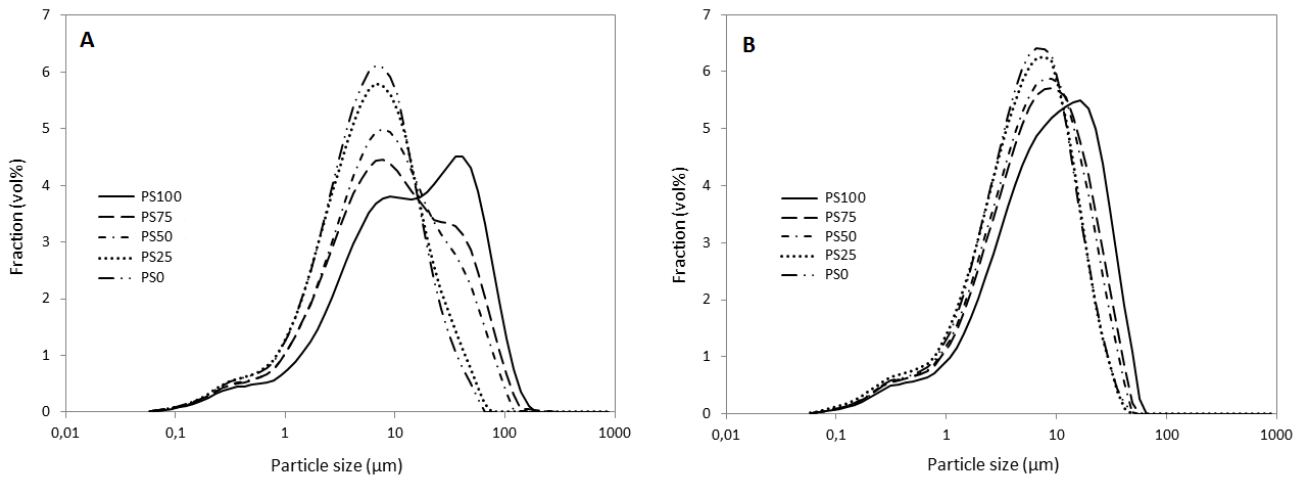 A
7
6
5
4
3
2
1
0
Fraction (vol%)
PS100
PS75
PS50
PS25
PS0
0,01
0,1
1
10
100
1000
Particle size (µm)
B
7
6
5
4
3
2
1
0
Fraction (vol%)
PS100
PS75
PS50
PS25
PS0
0,01
0,1
1
10
100
1000
Particle size (µm)